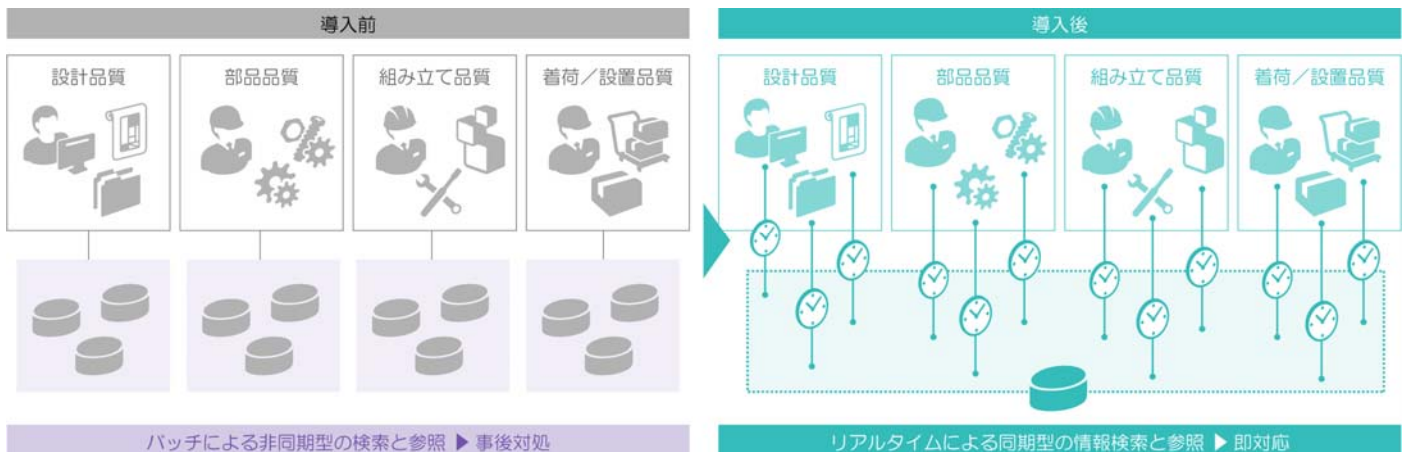 導入前
設計品質
部品品質
組み立て品質
着荷／設置品質
バッチによる非同期型の検索と参照 ▶ 事後対処
導入後
設計品質
部品品質
組み立て品質
着荷／設置品質
リアルタイムによる同期型の情報検索と参照 ▶ 即対応